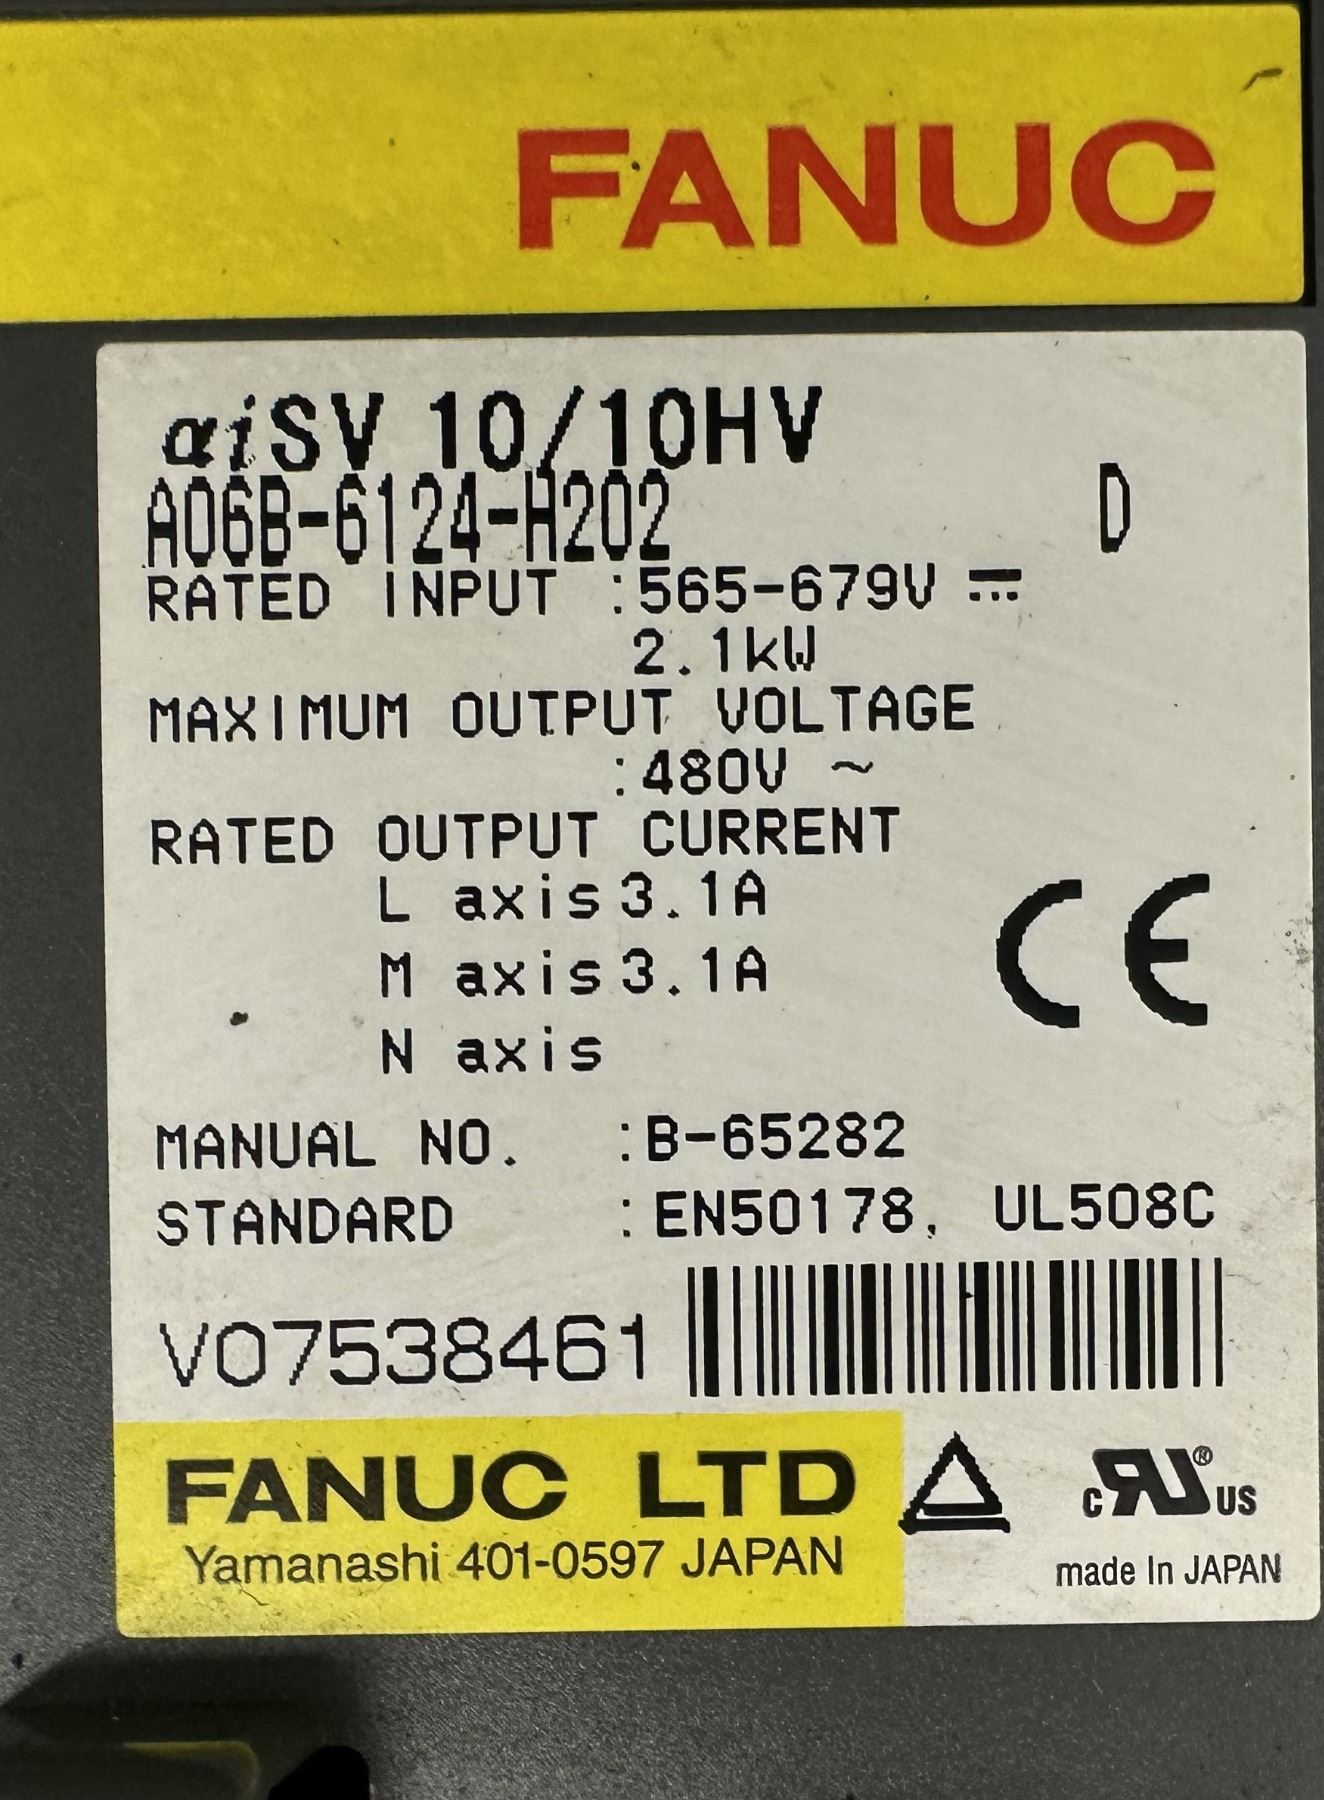 FANUC
αiSV 10/10HV
A06B-6124-H202 D
RATED INPUT :565-679V ⎓
2.1kW
MAXIMUM OUTPUT VOLTAGE
:480V ~
RATED OUTPUT CURRENT
L axis 3.1A
M axis 3.1A
N axis
MANUAL NO. :B-65282
STANDARD :EN50178, UL508C
V07538461
FANUC LTD
Yamanashi 401-0597 JAPAN
c RU ® US
made In JAPAN